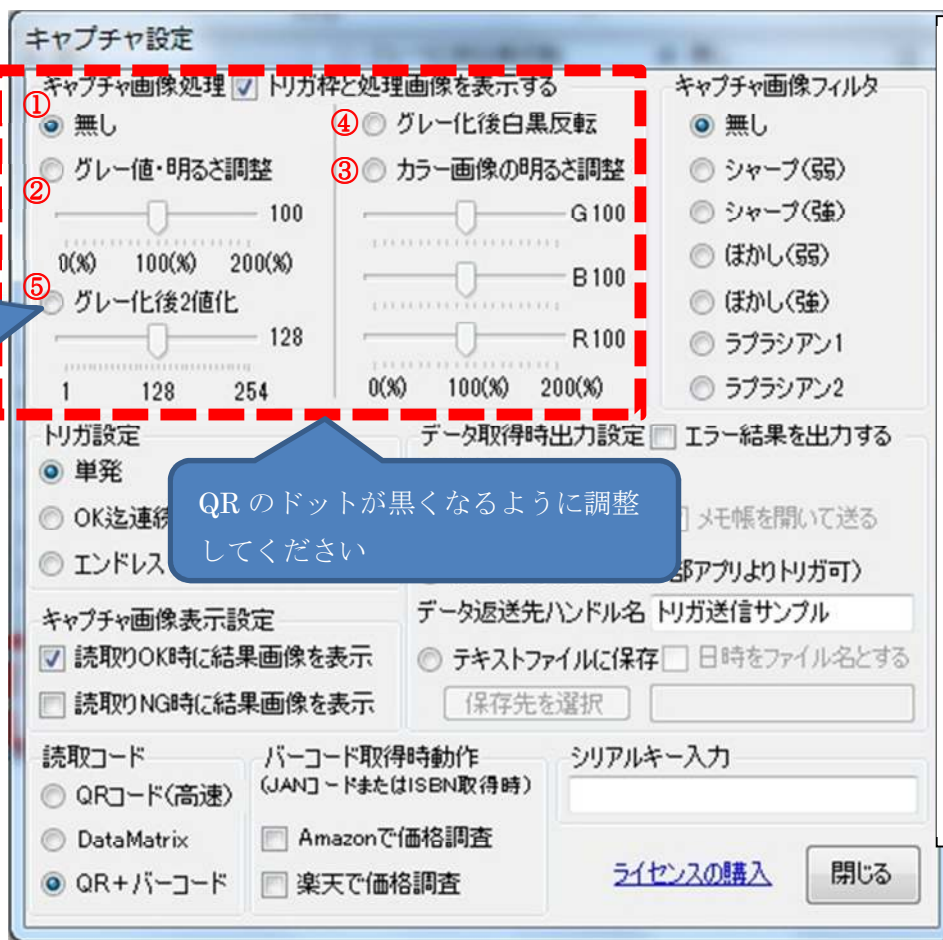 キャプチャ設定
キャプチャ画像処理 トリガ枠と処理画像を表示する
① 無し
② グレー値・明るさ調整
100
0(%) 100(%) 200(%)
⑤ グレー化後2値化
128
1 128 254
④ グレー化後白黒反転
③ カラー画像の明るさ調整
G 100
B 100
R 100
0(%) 100(%) 200(%)
キャプチャ画像フィルタ
無し
シャープ(弱)
シャープ(強)
ぼかし(弱)
ぼかし(強)
ラプラシアン1
ラプラシアン2
QRのドットが黒くなるように調整
してください
トリガ設定
単発
OK迄連続
エンドレス
データ取得時出力設定 エラー結果を出力する
メモ帳を開いて送る
部アプリよりトリガ可)
データ返送先ハンドル名 トリガ送信サンプル
テキストファイルに保存 日時をファイル名とする
保存先を選択
キャプチャ画像表示設定
読取りOK時に結果画像を表示
読取りNG時に結果画像を表示
読取コード
QRコード(高速)
DataMatrix
QR+バーコード
バーコード取得時動作
(JANコードまたはISBN取得時)
Amazonで価格調査
楽天で価格調査
シリアルキー入力
ライセンスの購入
閉じる